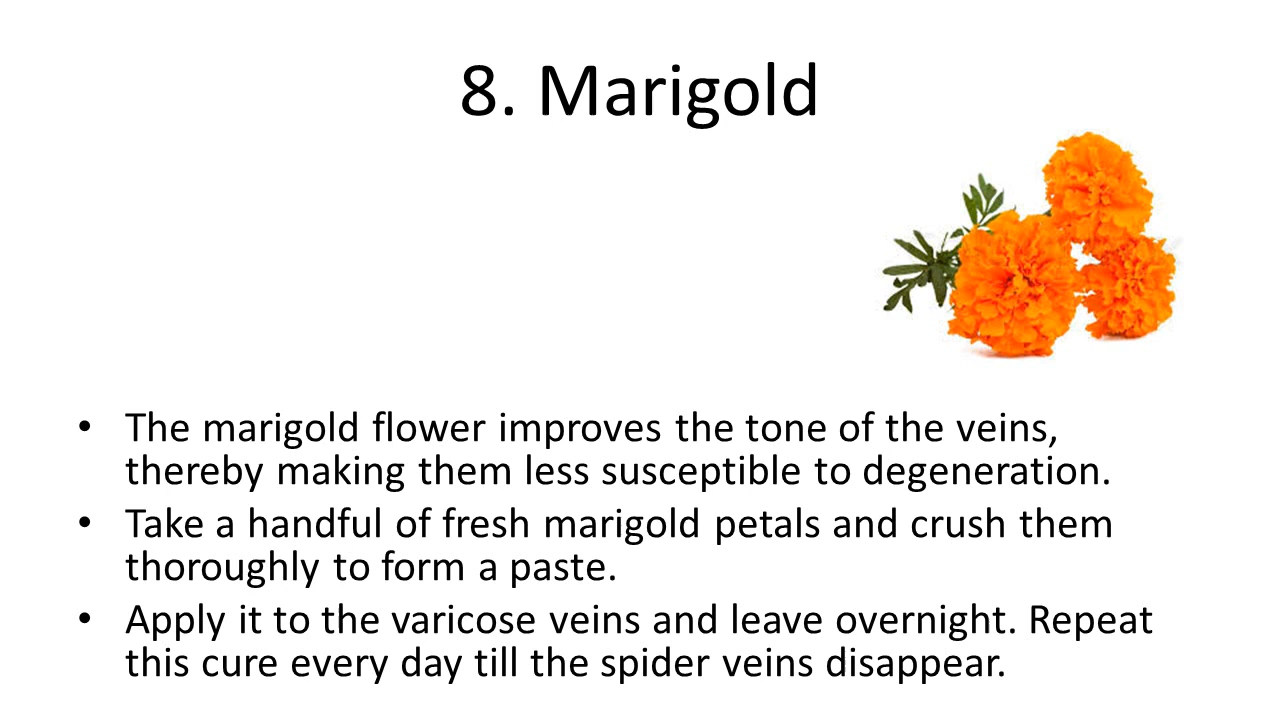 8. Marigold
• The marigold flower improves the tone of the veins,
thereby making them less susceptible to degeneration.
• Take a handful of fresh marigold petals and crush them
thoroughly to form a paste.
• Apply it to the varicose veins and leave overnight. Repeat
this cure every day till the spider veins disappear.